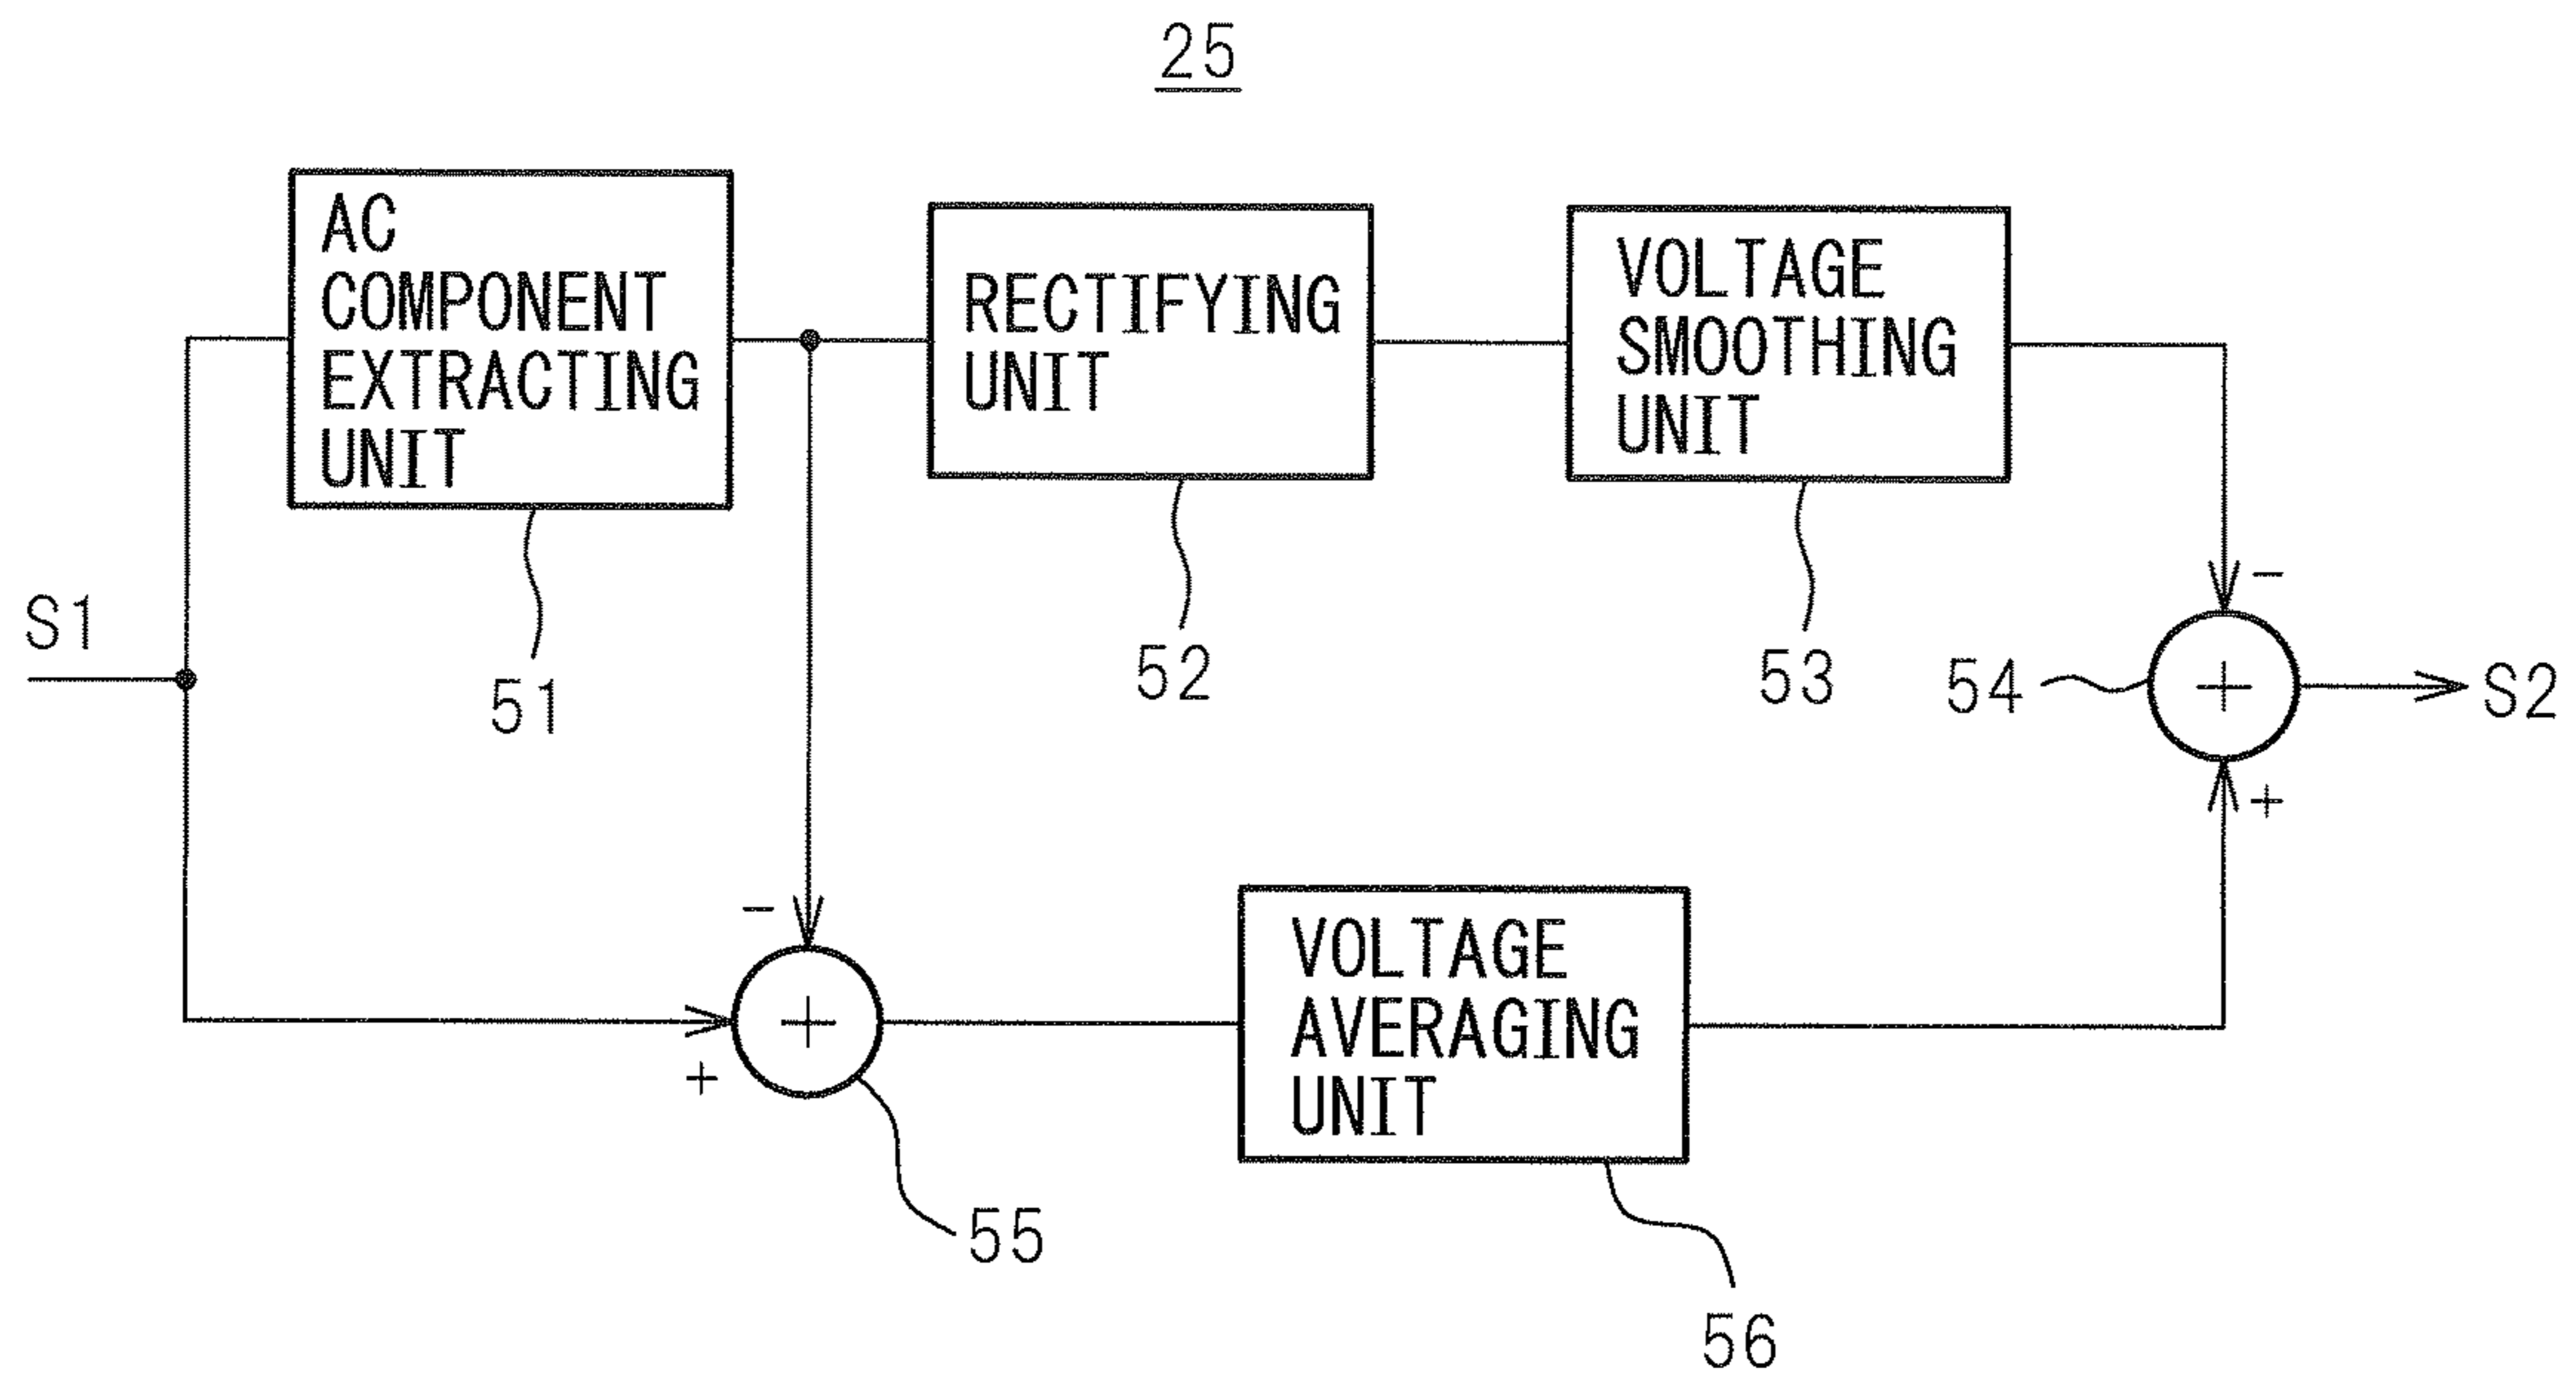 25
AC
COMPONENT
EXTRACTING
UNIT
RECTIFYING
UNIT
VOLTAGE
SMOOTHING
UNIT
-
S1
51
52
53
54
+
S2
+
-
+
+
55
VOLTAGE
AVERAGING
UNIT
56